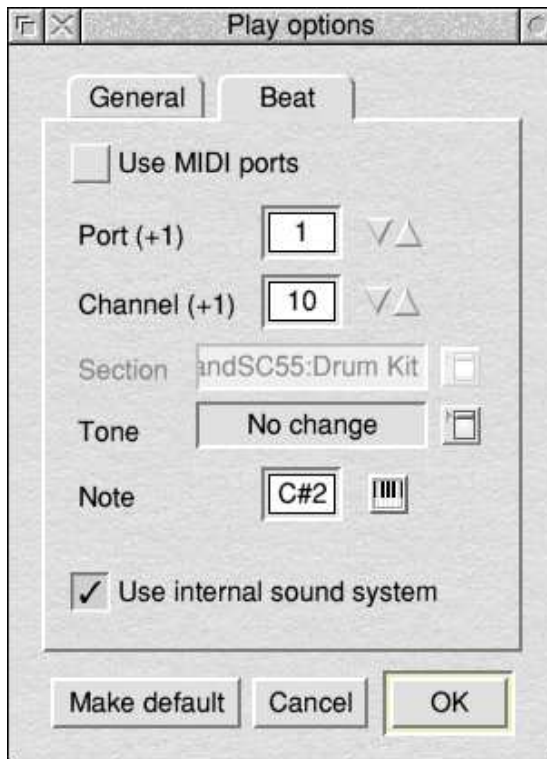 Play options
General
Beat
Use MIDI ports
Port (+1)
1
Channel (+1)
10
Section
andSC55:Drum Kit
Tone
No change
Note
C#2
Use internal sound system
Make default
Cancel
OK